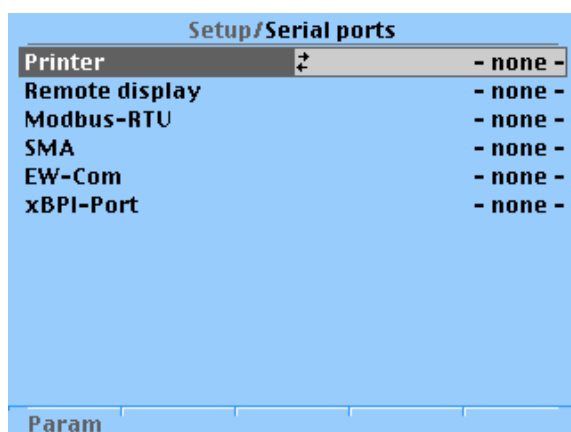 Setup/Serial ports
Printer - none -
Remote display - none -
Modbus-RTU - none -
SMA - none -
EW-Com - none -
xBPI-Port - none -
Param